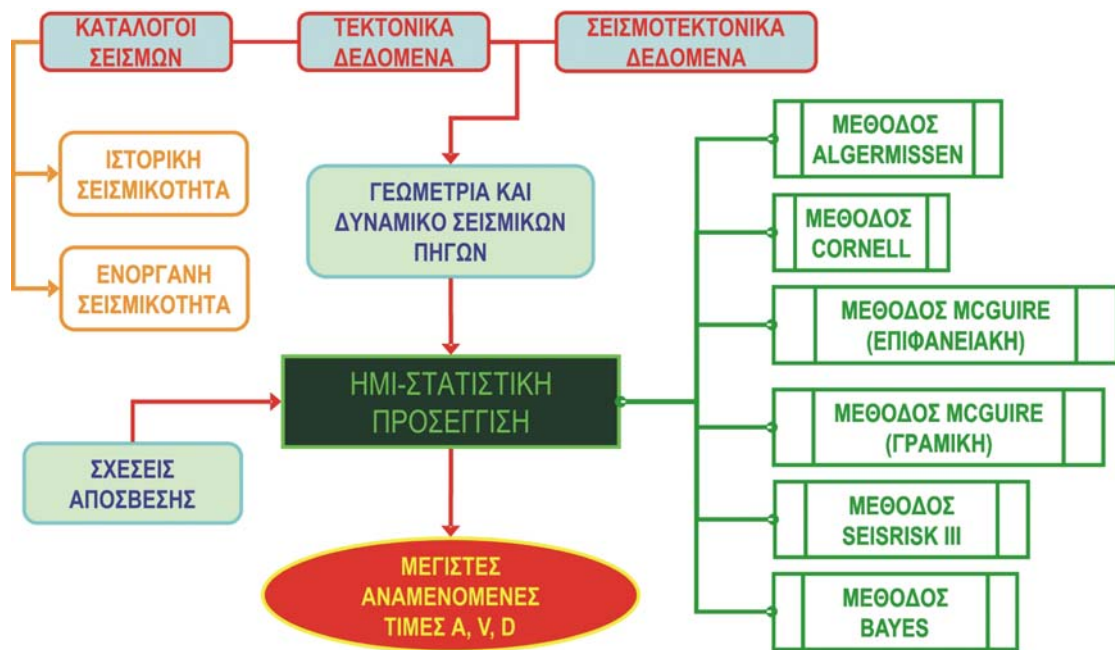 ΚΑΤΑΛΟΓΟΙ
ΣΕΙΣΜΩΝ
ΤΕΚΤΟΝΙΚΑ
ΔΕΔΟΜΕΝΑ
ΣΕΙΣΜΟΤΕΚΤΟΝΙΚΑ
ΔΕΔΟΜΕΝΑ
ΙΣΤΟΡΙΚΗ
ΣΕΙΣΜΙΚΟΤΗΤΑ
ΕΝΟΡΓΑΝΗ
ΣΕΙΣΜΙΚΟΤΗΤΑ
ΓΕΩΜΕΤΡΙΑ ΚΑΙ
ΔΥΝΑΜΙΚΟ ΣΕΙΣΜΙΚΩΝ
ΠΗΓΩΝ
ΗΜΙ-ΣΤΑΤΙΣΤΙΚΗ
ΠΡΟΣΕΓΓΙΣΗ
ΣΧΕΣΕΙΣ
ΑΠΟΣΒΕΣΗΣ
ΜΕΓΙΣΤΕΣ
ΑΝΑΜΕΝΟΜΕΝΕΣ
ΤΙΜΕΣ A, V, D
ΜΕΘΟΔΟΣ
ALGERMISSEN
ΜΕΘΟΔΟΣ
CORNELL
ΜΕΘΟΔΟΣ MCGUIRE
(ΕΠΙΦΑΝΕΙΑΚΗ)
ΜΕΘΟΔΟΣ MCGUIRE
(ΓΡΑΜΙΚΗ)
ΜΕΘΟΔΟΣ
SEISRISK III
ΜΕΘΟΔΟΣ
BAYES